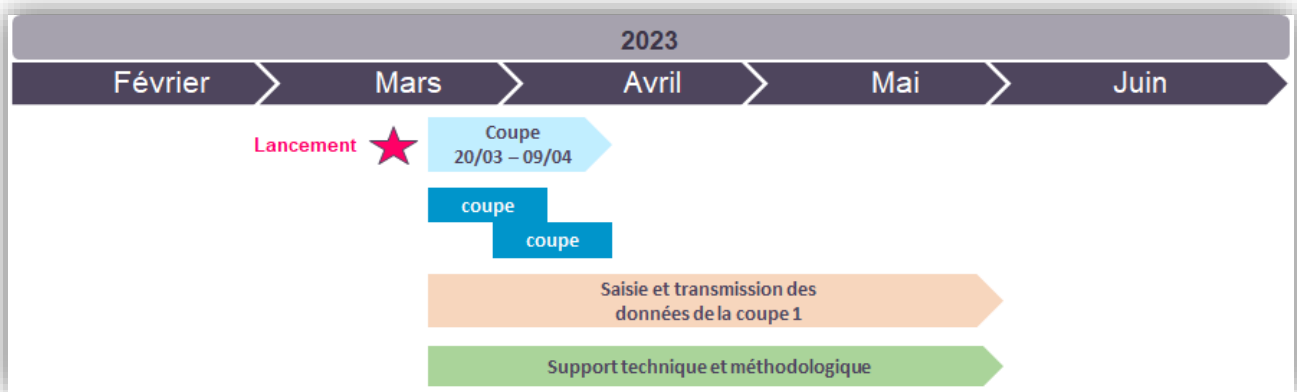 2023
Février
Mars
Avril
Mai
Juin
Lancement
Coupe
20/03 – 09/04
coupe
coupe
Saisie et transmission des
données de la coupe 1
Support technique et méthodologique